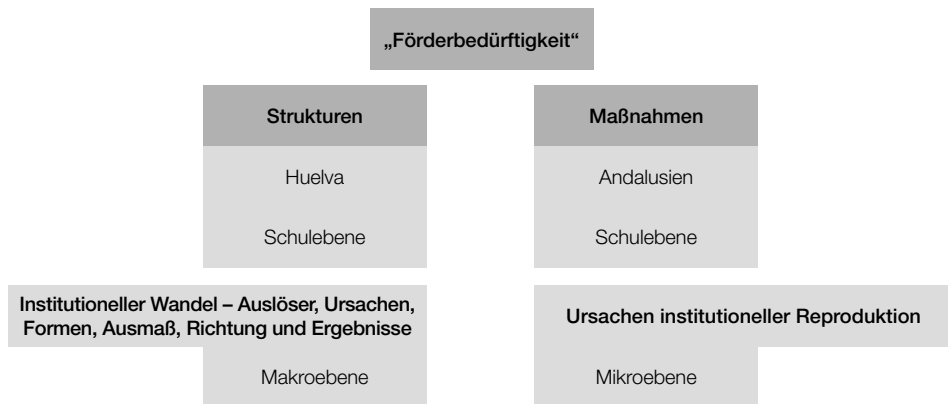 „Förderbedürftigkeit“
Strukturen
Maßnahmen
Huelva
Andalusien
Schulebene
Schulebene
Institutioneller Wandel – Auslöser, Ursachen,
Formen, Ausmaß, Richtung und Ergebnisse
Ursachen institutioneller Reproduktion
Makroebene
Mikroebene